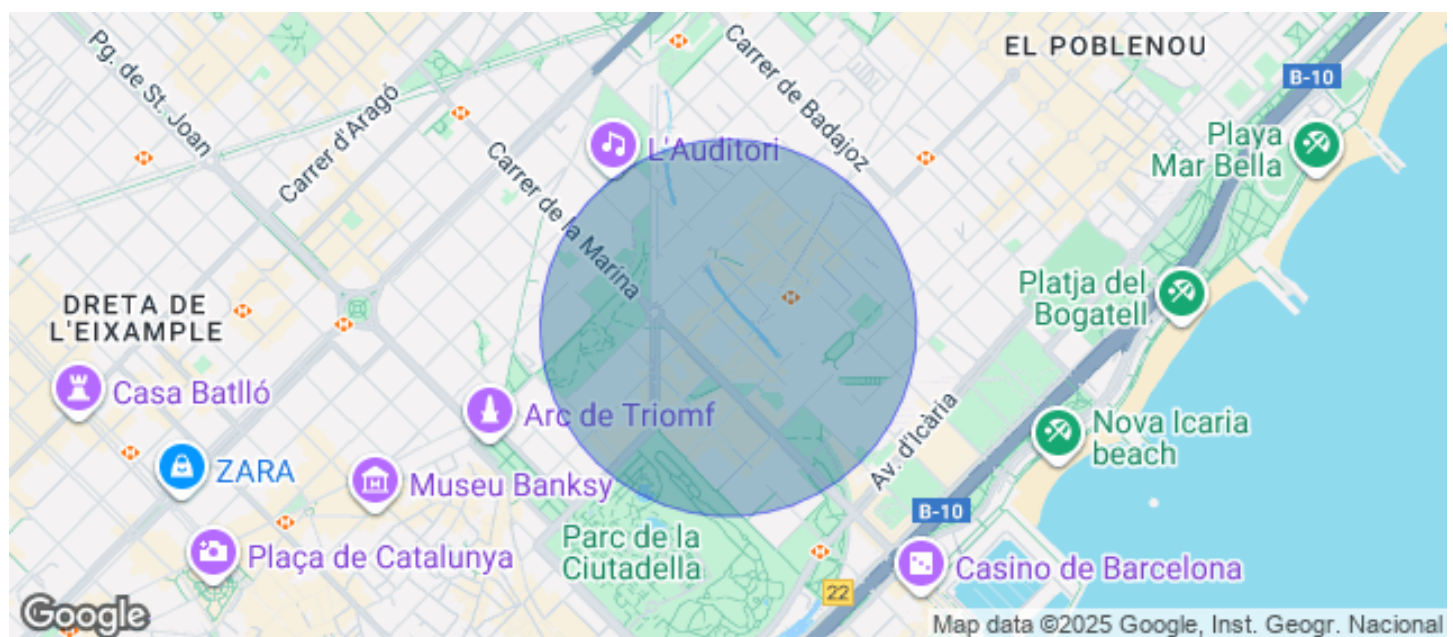 Pg. de St. Joan
Carrer d'Aragó
Carrer de la Marina
Carrer de Badajoz
EL POBLENOU
B-10
Playa
Mar Bella
L'Auditori
Platja del
Bogatell
DRETA DE
L'EIXAMPLE
Casa Batlló
Arc de Triomf
Av. d'Icària
Nova Icaria
beach
ZARA
Museu Banksy
B-10
Plaça de Catalunya
Parc de la
Ciutadella
Casino de Barcelona
22
Google
Map data ©2025 Google, Inst. Geogr. Nacional